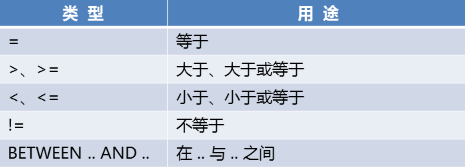 类 型 用 途
= 等于
>、>= 大于、大于或等于
<、<= 小于、小于或等于
!= 不等于
BETWEEN .. AND .. 在 .. 与 .. 之间